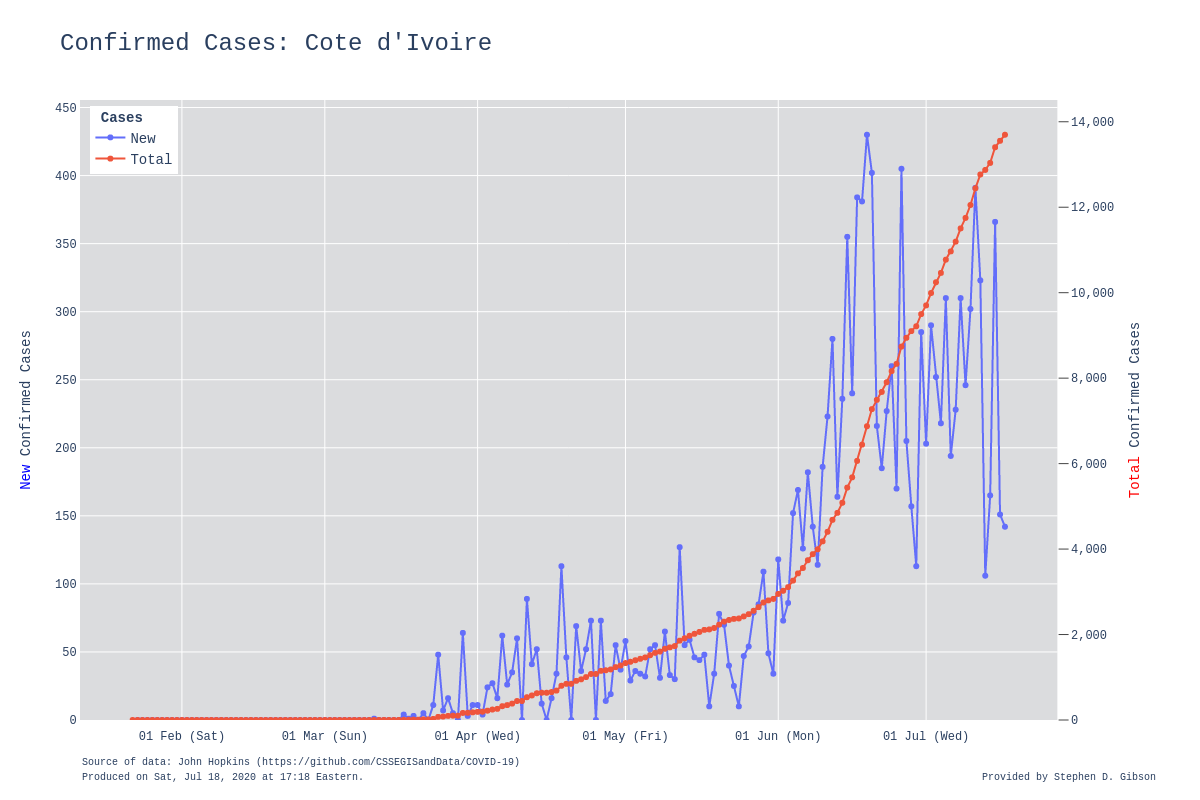 Confirmed Cases: Cote d'Ivoire
Cases
New
Total
450
400
350
300
250
200
150
100
50
0
New Confirmed Cases
14,000
12,000
10,000
8,000
6,000
4,000
2,000
0
Total Confirmed Cases
01 Feb (Sat) 01 Mar (Sun) 01 Apr (Wed) 01 May (Fri) 01 Jun (Mon) 01 Jul (Wed)
Source of data: John Hopkins (https://github.com/CSSEGISandData/COVID-19)
Produced on Sat, Jul 18, 2020 at 17:18 Eastern.
Provided by Stephen D. Gibson